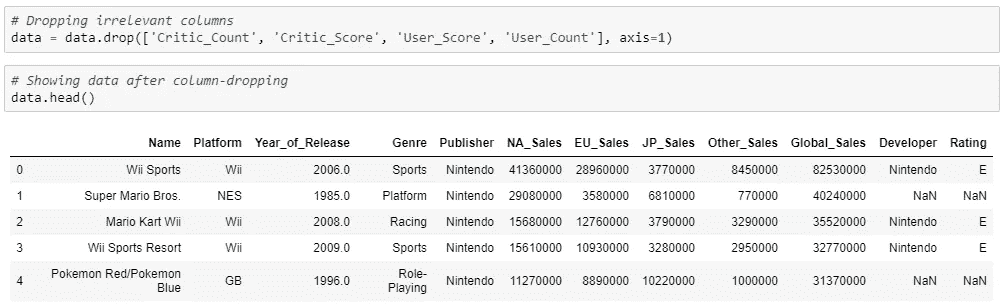 # Dropping irrelevant columns
data = data.drop(['Critic_Count', 'Critic_Score', 'User_Score', 'User_Count'], axis=1)
# Showing data after column-dropping
data.head()
Name Platform Year_of_Release Genre Publisher NA_Sales EU_Sales JP_Sales Other_Sales Global_Sales Developer Rating
0 Wii Sports Wii 2006.0 Sports Nintendo 41360000 28960000 3770000 8450000 82530000 Nintendo E
1 Super Mario Bros. NES 1985.0 Platform Nintendo 29080000 3580000 6810000 770000 40240000 NaN NaN
2 Mario Kart Wii Wii 2008.0 Racing Nintendo 15680000 12760000 3790000 3290000 35520000 Nintendo E
3 Wii Sports Resort Wii 2009.0 Sports Nintendo 15610000 10930000 3280000 2950000 32770000 Nintendo E
4 Pokemon Red/Pokemon Blue GB 1996.0 Role-Playing Nintendo 11270000 8890000 10220000 1000000 31370000 NaN NaN